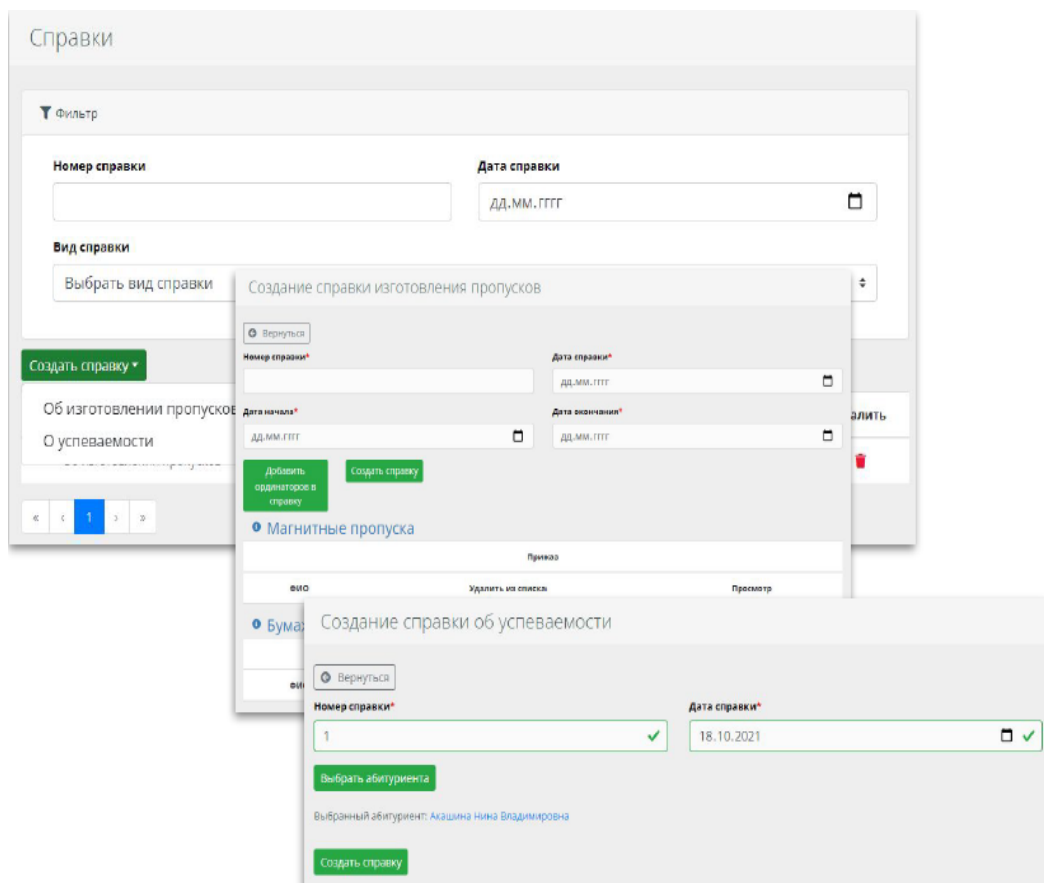 Справки
Фильтр
Номер справки
Дата справки
дд.мм.гггг
Вид справки
Выбрать вид справки
Создать справку
Об изготовлении пропусков
О успеваемости
« ‹ 1 › »
Создание справки изготовления пропусков
Вернуться
Номер справки*
Дата справки*
дд.мм.гггг
Дата начала*
Дата окончания*
дд.мм.гггг
дд.мм.гггг
Добавить
ординаторов в
справку
Создать справку
Магнитные пропуска
Приказ
ФИО
Удалить из списка
Просмотр
Создание справки об успеваемости
Вернуться
Номер справки*
Дата справки*
1
18.10.2021
Выбрать абитуриента
Выбранный абитуриент: Акашина Нина Владимировна
Создать справку